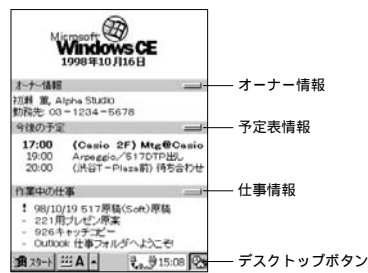 Microsoft®
Windows CE
1998年10月16日
オーナー情報
オーナー情報
初瀬 薫, Alpha Studio
勤務先: 03-1234-5678
今後の予定
予定表情報
17:00 (Casio 2F) Mtg@Casio
19:00 Arpeggio/517DTP出し
20:00 (渋谷T-Plaza前) 待ち合わせ
作業中の仕事
仕事情報
! 98/10/19 517原稿(Soft)原稿
- 221用プレゼン原案
- 926キャッチコピー
- Outlook 仕事フォルダへようこそ!
スタート A 15:08
デスクトップボタン